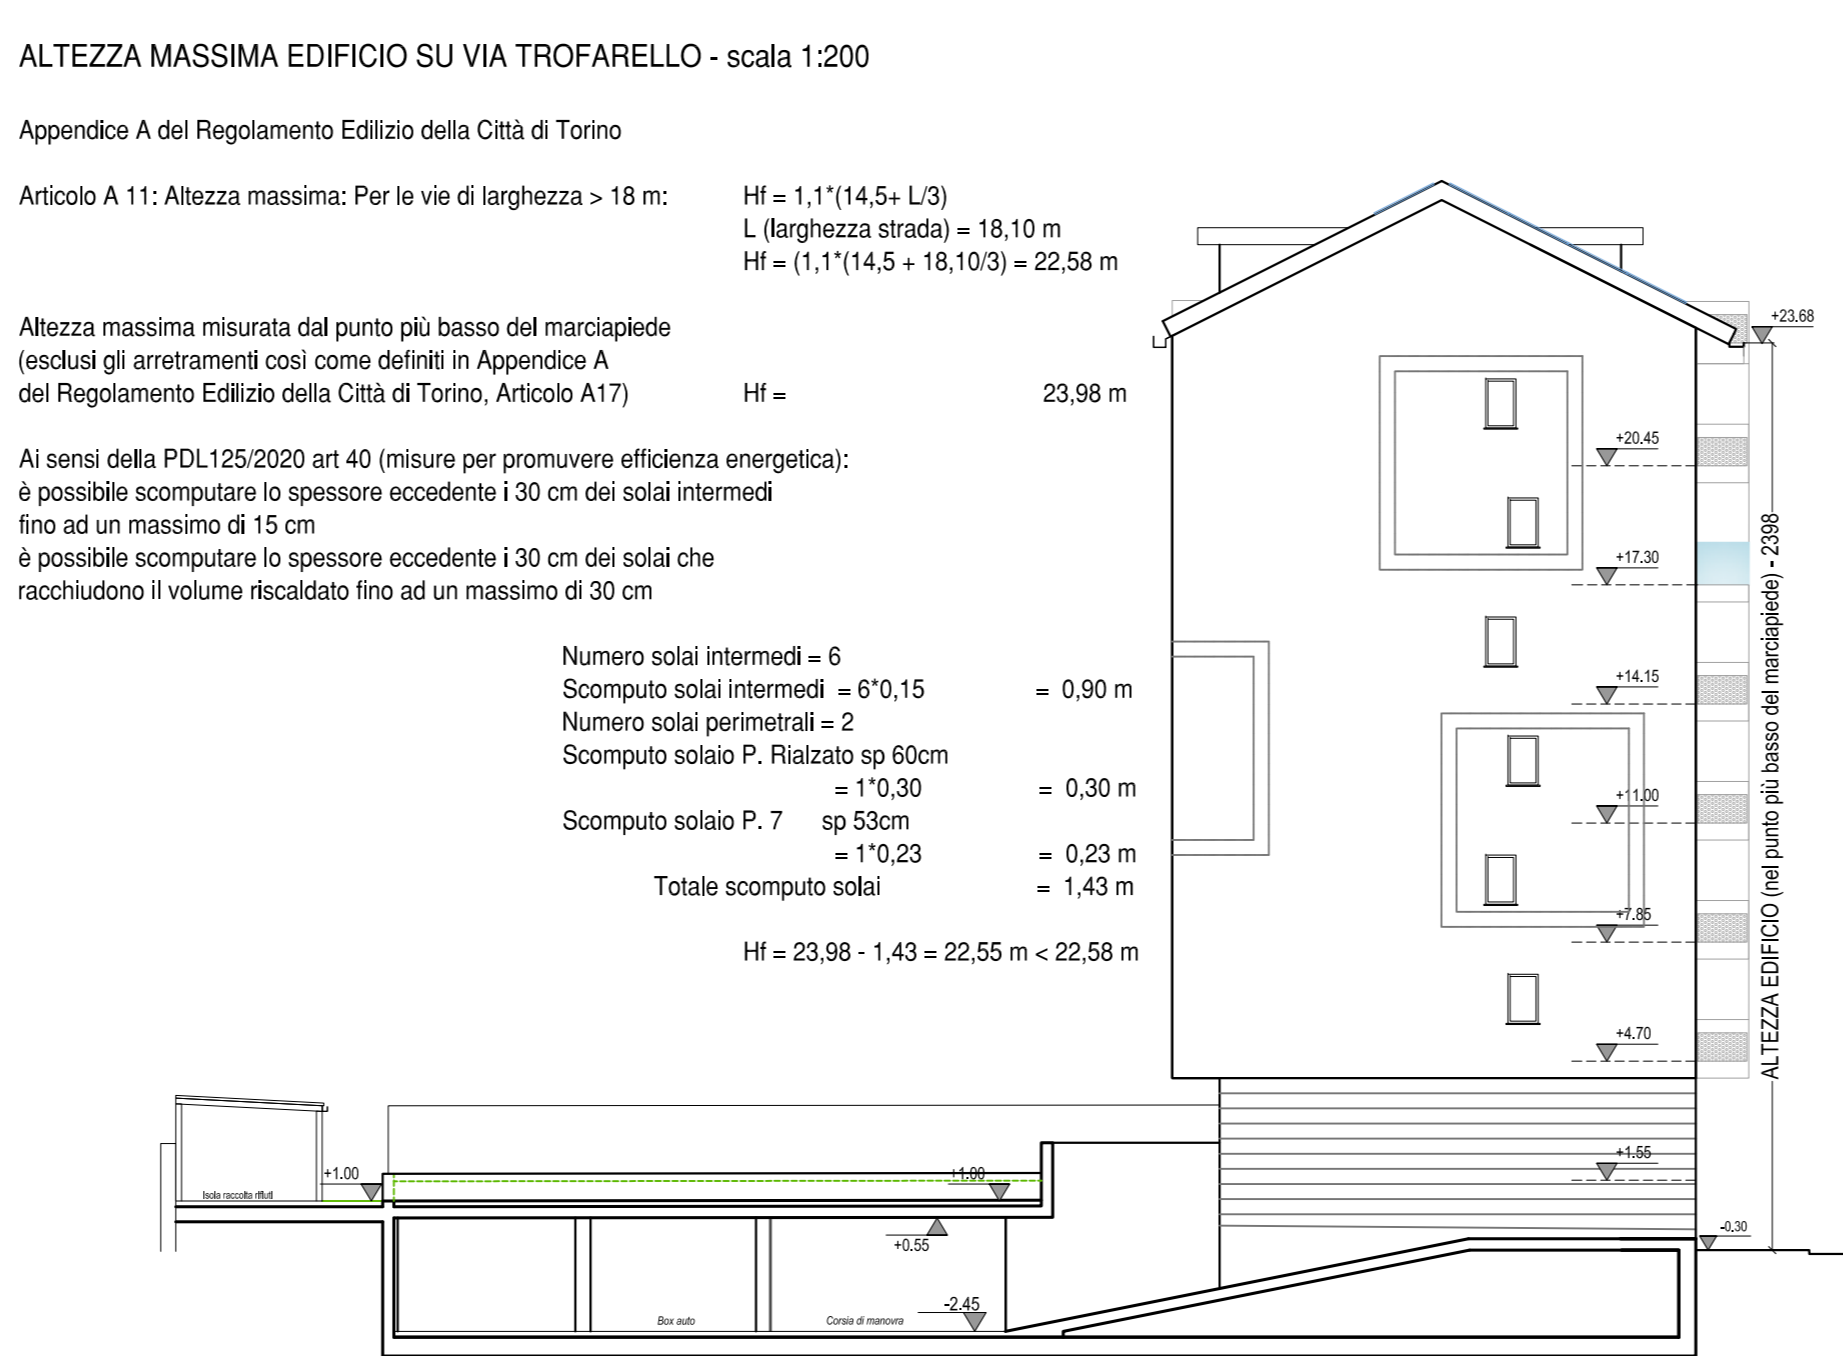 ALTEZZA MASSIMA EDIFICIO SU VIA TROFARELLO - scala 1:200
Appendice A del Regolamento Edilizio della Città di Torino
Articolo A 11: Altezza massima: Per le vie di larghezza > 18 m: Hf = 1,1*(14,5+ L/3)
L (larghezza strada) = 18,10 m
Hf = (1,1*(14,5 + 18,10/3) = 22,58 m
Altezza massima misurata dal punto più basso del marciapiede
(esclusi gli arretramenti così come definiti in Appendice A
del Regolamento Edilizio della Città di Torino, Articolo A17) Hf = 23,98 m
Ai sensi della PDL125/2020 art 40 (misure per promuvere efficienza energetica):
è possibile scomputare lo spessore eccedente i 30 cm dei solai intermedi
fino ad un massimo di 15 cm
è possibile scomputare lo spessore eccedente i 30 cm dei solai che
racchiudono il volume riscaldato fino ad un massimo di 30 cm
Numero solai intermedi = 6
Scomputo solai intermedi = 6*0,15 = 0,90 m
Numero solai perimetrali = 2
Scomputo solaio P. Rialzato sp 60cm
= 1*0,30 = 0,30 m
Scomputo solaio P. 7 sp 53cm
= 1*0,23 = 0,23 m
Totale scomputo solai = 1,43 m
Hf = 23,98 - 1,43 = 22,55 m < 22,58 m
+23.68
+20.45
+17.30
+14.15
+11.00
+7.85
+4.70
+1.55
-0.30
ALTEZZA EDIFICIO (nel punto più basso del marciapiede) - 2398
+1.00
Isola raccolta rifiuti
+1.00
+0.55
-2.45
Box auto
Corsia di manovra